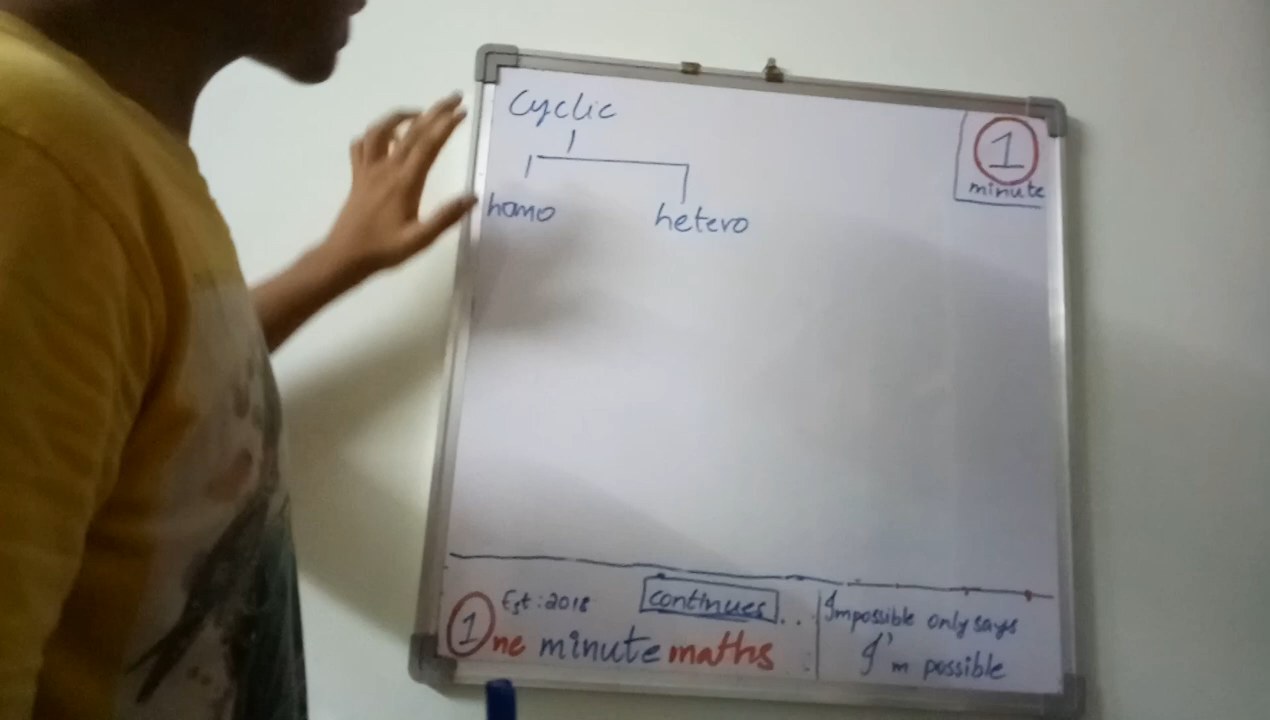 Cyclic
homo
hetero
1
minute
Est: 2018
continues..
1ne minute maths
Impossible only says
I'm possible